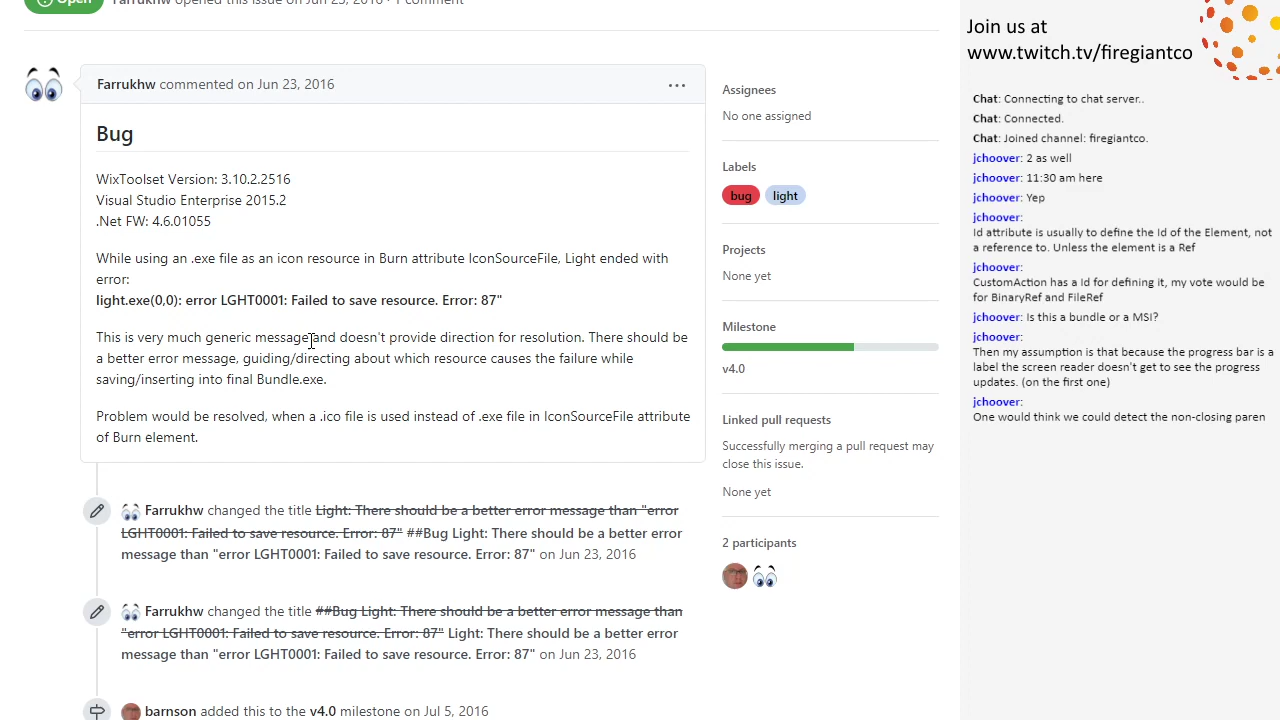 Open Farrukhw opened this issue on Jun 23, 2016 · 1 comment
Farrukhw commented on Jun 23, 2016
Bug
WixToolset Version: 3.10.2.2516
Visual Studio Enterprise 2015.2
.Net FW: 4.6.01055
While using an .exe file as an icon resource in Burn attribute IconSourceFile, Light ended with
error:
light.exe(0,0): error LGHT0001: Failed to save resource. Error: 87"
This is very much generic message and doesn't provide direction for resolution. There should be
a better error message, guiding/directing about which resource causes the failure while
saving/inserting into final Bundle.exe.
Problem would be resolved, when a .ico file is used instead of .exe file in IconSourceFile attribute
of Burn element.
Farrukhw changed the title Light: There should be a better error message than "error
LGHT0001: Failed to save resource. Error: 87" ##Bug Light: There should be a better error
message than "error LGHT0001: Failed to save resource. Error: 87" on Jun 23, 2016
Farrukhw changed the title ##Bug Light: There should be a better error message than
"error LGHT0001: Failed to save resource. Error: 87" Light: There should be a better error
message than "error LGHT0001: Failed to save resource. Error: 87" on Jun 23, 2016
barnson added this to the v4.0 milestone on Jul 5, 2016
Assignees
No one assigned
Labels
bug light
Projects
None yet
Milestone
v4.0
Linked pull requests
Successfully merging a pull request may
close this issue.
None yet
2 participants
Join us at
www.twitch.tv/firegiantco
Chat: Connecting to chat server..
Chat: Connected.
Chat: Joined channel: firegiantco.
jchoover: 2 as well
jchoover: 11:30 am here
jchoover: Yep
jchoover:
Id attribute is usually to define the Id of the Element, not
a reference to. Unless the element is a Ref
jchoover:
CustomAction has a Id for defining it, my vote would be
for BinaryRef and FileRef
jchoover: Is this a bundle or a MSI?
jchoover:
Then my assumption is that because the progress bar is a
label the screen reader doesn't get to see the progress
updates. (on the first one)
jchoover:
One would think we could detect the non-closing paren